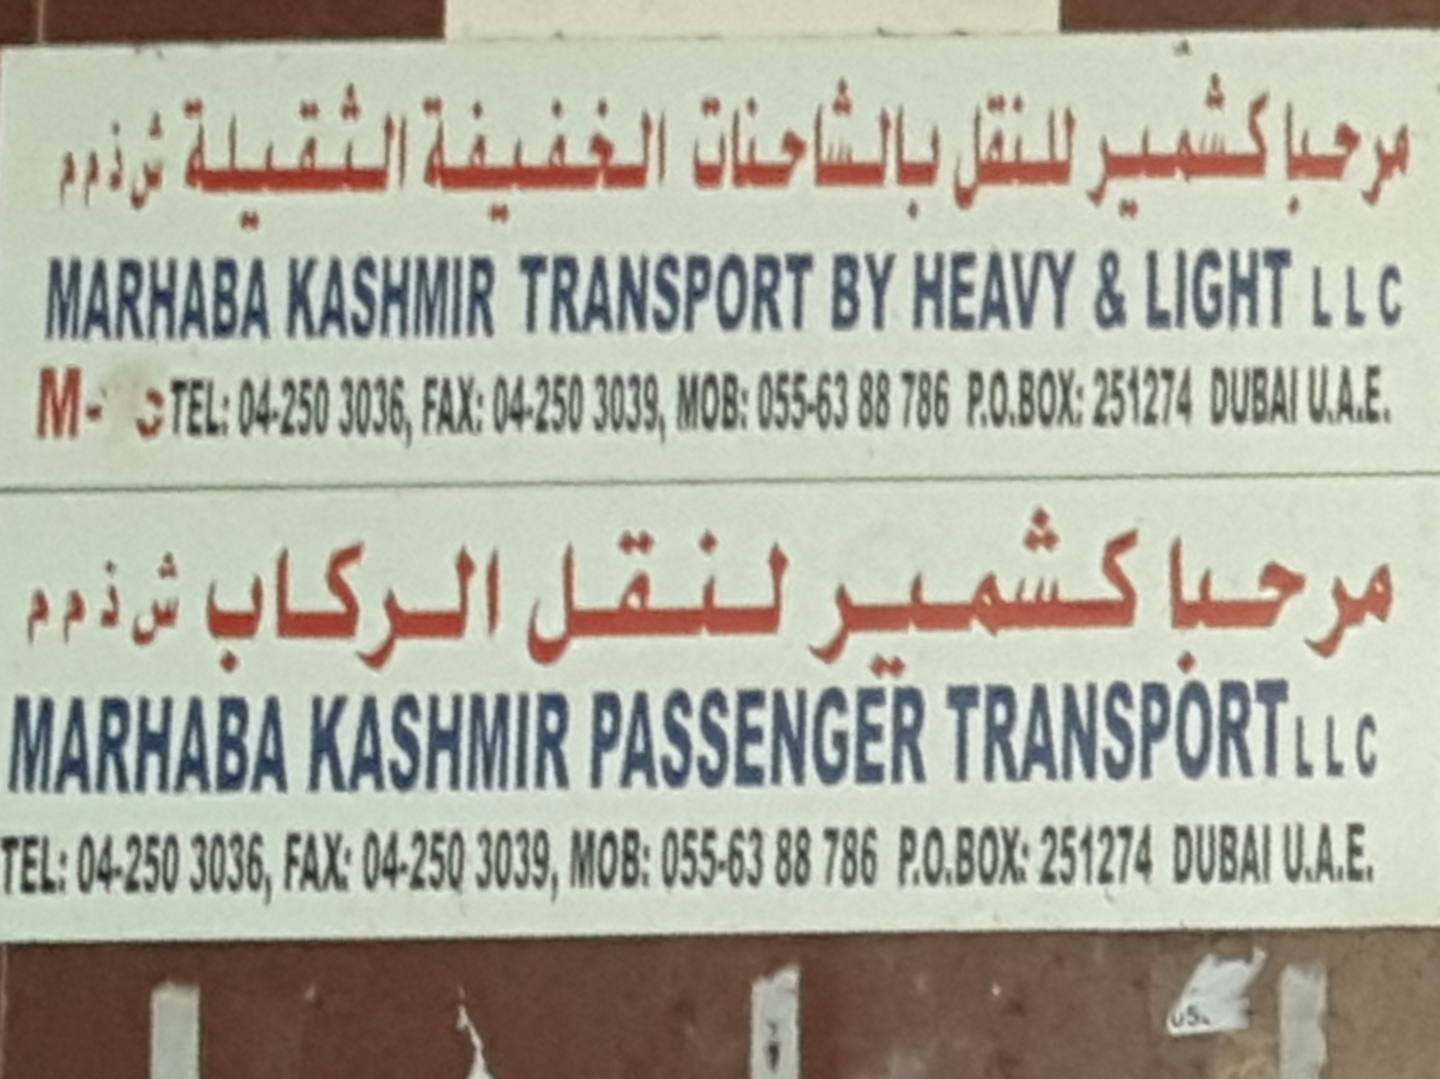 مرحبا كشمير للنقل بالشاحنات الخفيفة الثقيلة ش ذ م م
MARHABA KASHMIR TRANSPORT BY HEAVY & LIGHT L L C
TEL: 04-250 3036, FAX: 04-250 3039, MOB: 055-63 88 786 P.O.BOX: 251274 DUBAI U.A.E.
مرحبا كشمير لنقل الركاب ش ذ م م
MARHABA KASHMIR PASSENGER TRANSPORT L L C
TEL: 04-250 3036, FAX: 04-250 3039, MOB: 055-63 88 786 P.O.BOX: 251274 DUBAI U.A.E.